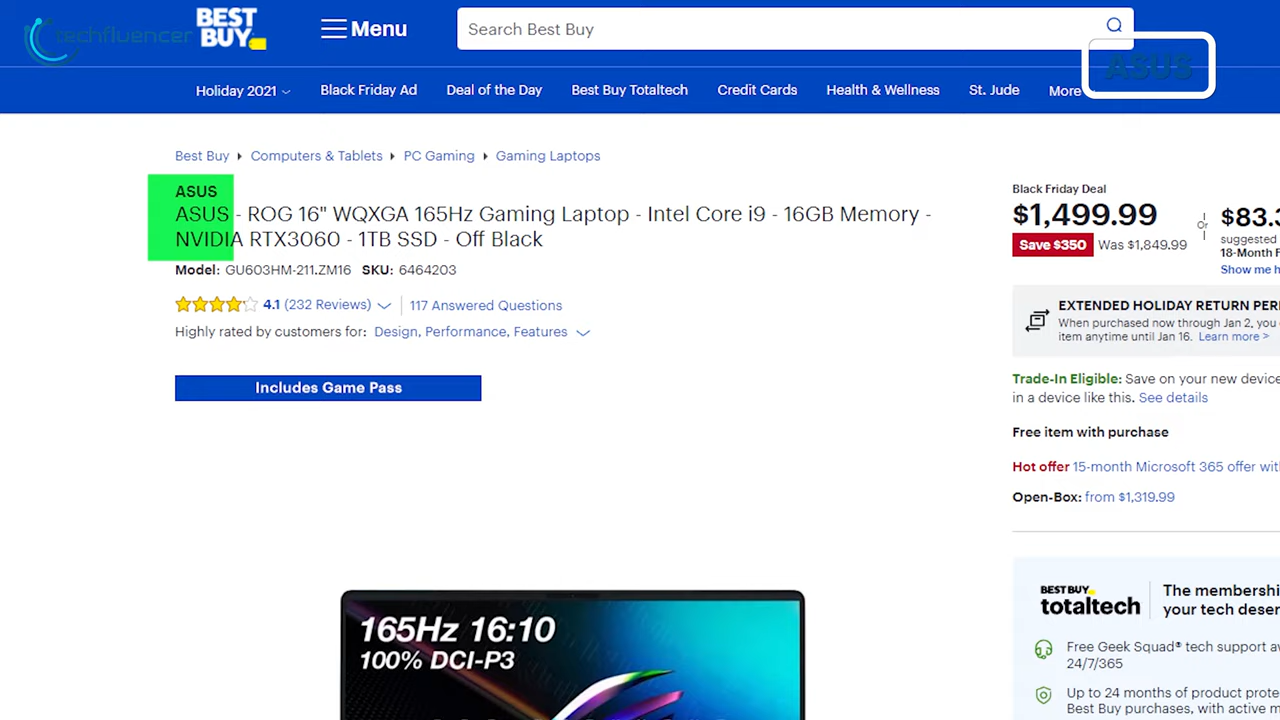 techfluencer
BEST
BUY
Menu
Search Best Buy
ASUS
Holiday 2021
Black Friday Ad
Deal of the Day
Best Buy Totaltech
Credit Cards
Health & Wellness
St. Jude
More
Best Buy
Computers & Tablets
PC Gaming
Gaming Laptops
ASUS
ASUS - ROG 16" WQXGA 165Hz Gaming Laptop - Intel Core i9 - 16GB Memory -
NVIDIA RTX3060 - 1TB SSD - Off Black
Model: GU603HM-211.ZM16 SKU: 6464203
4.1 (232 Reviews)
117 Answered Questions
Highly rated by customers for: Design, Performance, Features
Includes Game Pass
165Hz 16:10
100% DCI-P3
Black Friday Deal
$1,499.99
Save $350 Was $1,849.99
Or
$83.3
suggested
18-Month F
Show me h
EXTENDED HOLIDAY RETURN PERI
When purchased now through Jan 2, you
item anytime until Jan 16. Learn more >
Trade-In Eligible: Save on your new device
in a device like this. See details
Free item with purchase
Hot offer 15-month Microsoft 365 offer wit
Open-Box: from $1,319.99
BEST BUY
totaltech
The membershi
your tech deser
Free Geek Squad® tech support av
24/7/365
Up to 24 months of product prote
Best Buy purchases, with active m